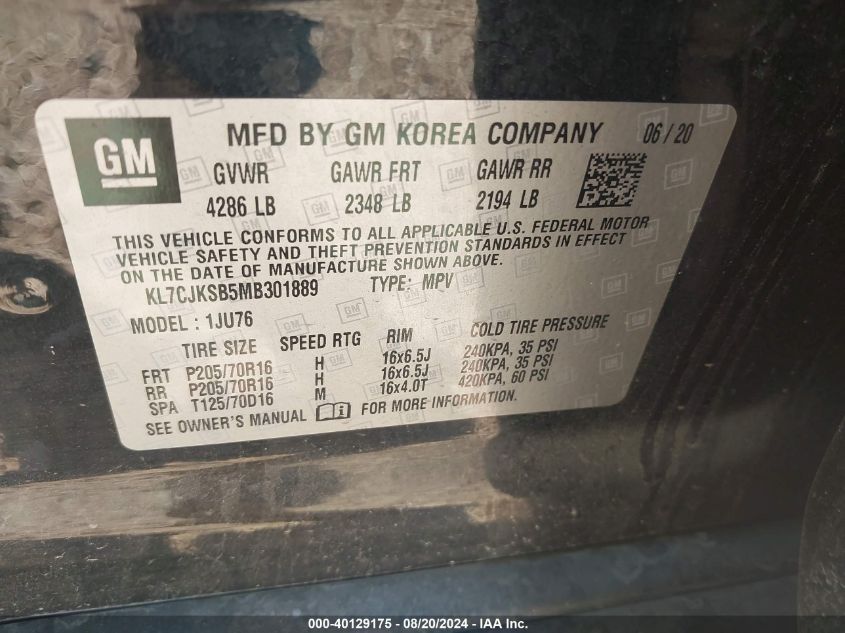 GM MFD BY GM KOREA COMPANY 06/20
GVWR GAWR FRT GAWR RR
4286 LB 2348 LB 2194 LB
THIS VEHICLE CONFORMS TO ALL APPLICABLE U.S. FEDERAL MOTOR
VEHICLE SAFETY AND THEFT PREVENTION STANDARDS IN EFFECT
ON THE DATE OF MANUFACTURE SHOWN ABOVE.
KL7CJKSB5MB301889 TYPE: MPV
MODEL : 1JU76
TIRE SIZE SPEED RTG RIM COLD TIRE PRESSURE
FRT P205/70R16 H 16x6.5J 240KPA, 35 PSI
RR P205/70R16 H 16x6.5J 240KPA, 35 PSI
SPA T125/70D16 M 16x4.0T 420KPA, 60 PSI
SEE OWNER'S MANUAL FOR MORE INFORMATION.
000-40129175 - 08/20/2024 - IAA Inc.